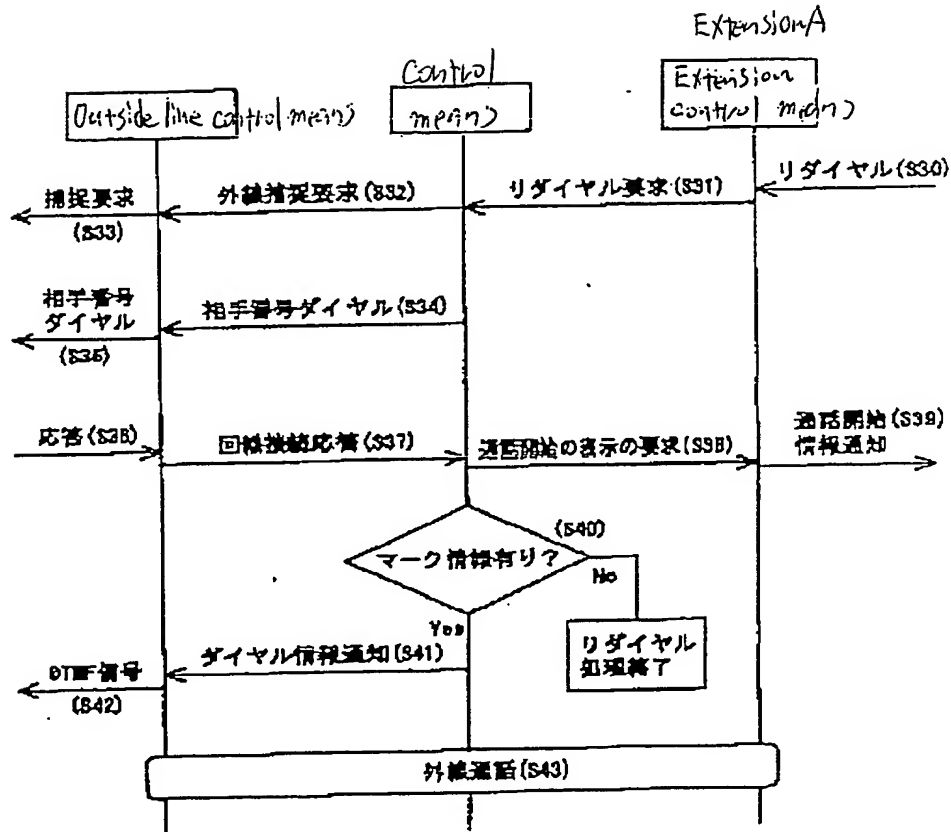 ExtensionA
Control
means
Extension
control means
Outside line control means
リダイヤル(S30)
リダイヤル要求(S31)
外線捕捉要求(S32)
捕捉要求
(S33)
相手番号ダイヤル(S34)
相手番号
ダイヤル
(S35)
応答(S36)
回線接続応答(S37)
通話開始の表示の要求(S38)
通話開始(S39)
情報通知
(S40)
マーク情報有り？
No
Yes
リダイヤル
処理終了
ダイヤル情報通知(S41)
DTMF信号
(S42)
外線通話(S43)